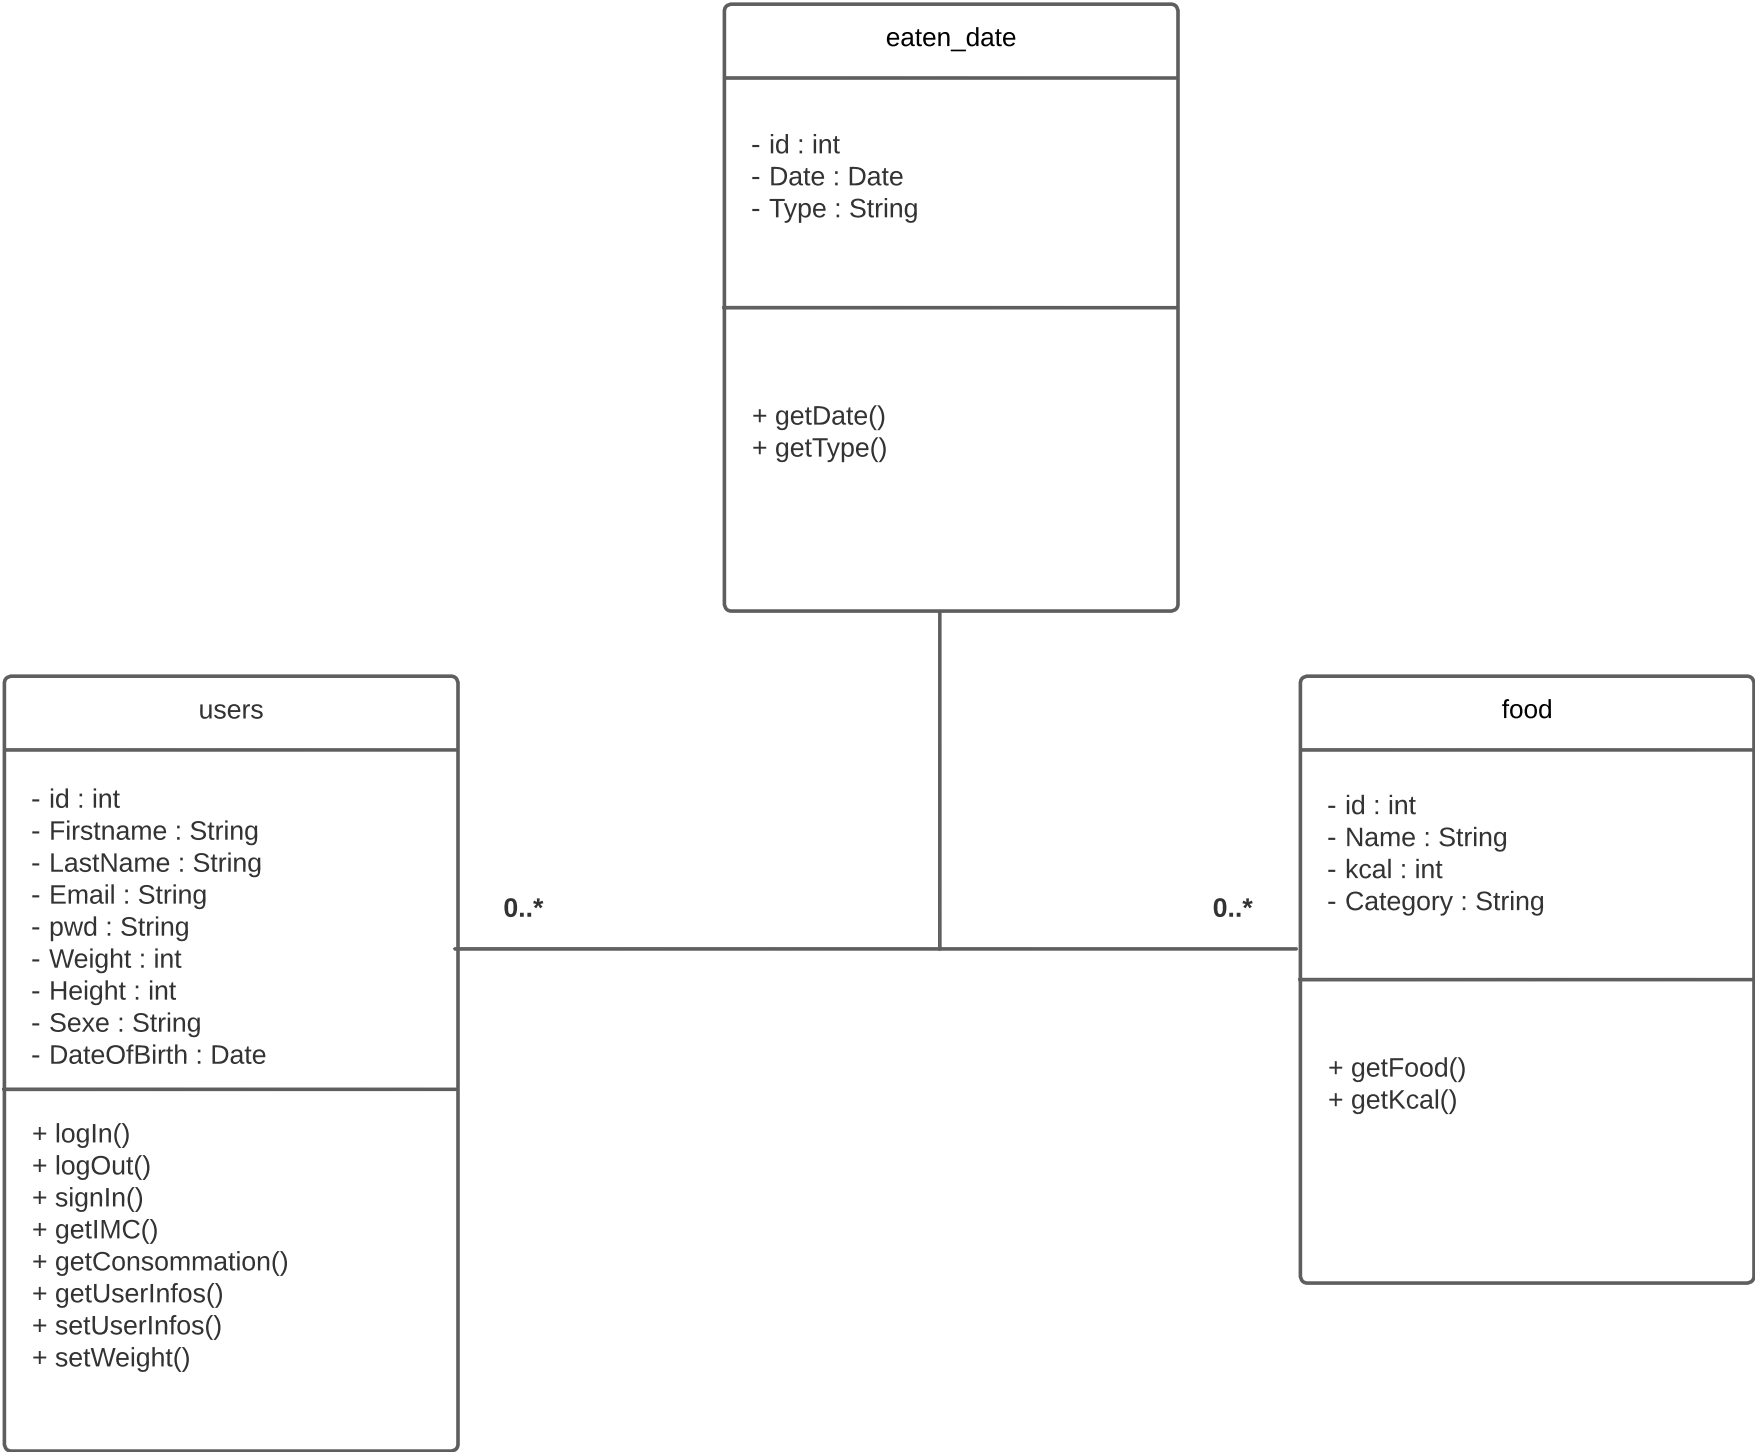 eaten_date
- id : int
- Date : Date
- Type : String
+ getDate()
+ getType()
users
- id : int
- Firstname : String
- LastName : String
- Email : String
- pwd : String
- Weight : int
- Height : int
- Sexe : String
- DateOfBirth : Date
+ logIn()
+ logOut()
+ signIn()
+ getIMC()
+ getConsommation()
+ getUserInfos()
+ setUserInfos()
+ setWeight()
0..*
0..*
food
- id : int
- Name : String
- kcal : int
- Category : String
+ getFood()
+ getKcal()